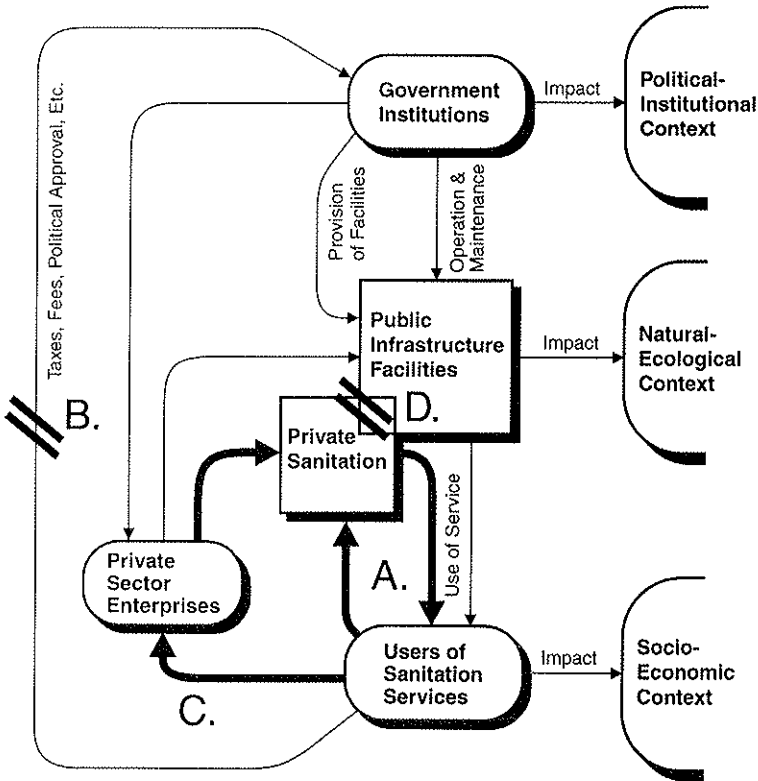 Government
Institutions
Impact
Political-
Institutional
Context
Taxes, Fees, Political Approval, Etc.
Provision
of Facilities
Operation &
Maintenance
Public
Infrastructure
Facilities
Impact
Natural-
Ecological
Context
B.
D.
Private
Sanitation
Use of Service
Private
Sector
Enterprises
A.
Users of
Sanitation
Services
Impact
Socio-
Economic
Context
C.